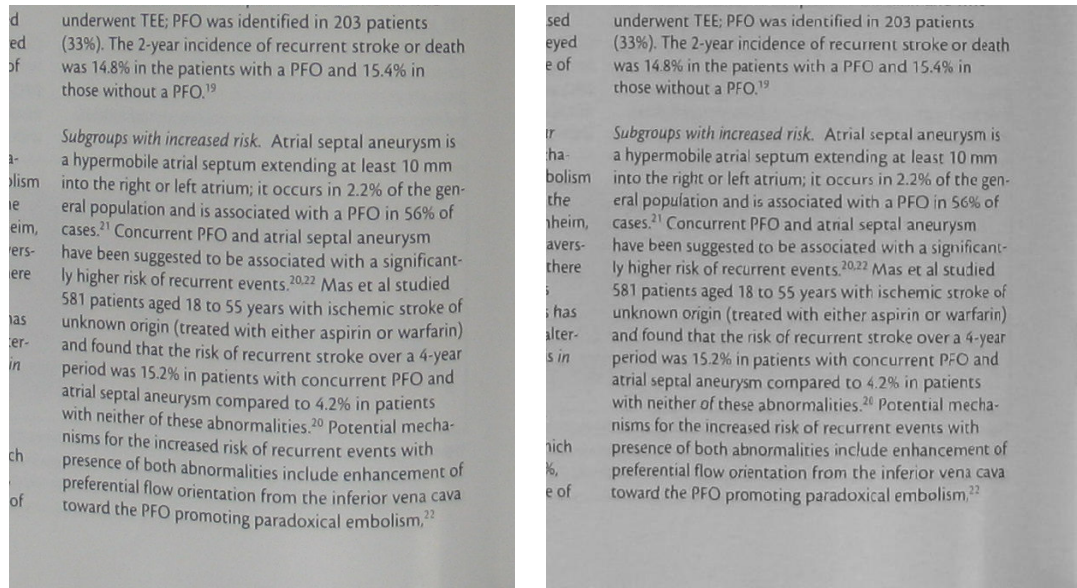 underwent TEE; PFO was identified in 203 patients
(33%). The 2-year incidence of recurrent stroke or death
was 14.8% in the patients with a PFO and 15.4% in
those without a PFO.19
Subgroups with increased risk. Atrial septal aneurysm is
a hypermobile atrial septum extending at least 10 mm
into the right or left atrium; it occurs in 2.2% of the gen-
eral population and is associated with a PFO in 56% of
cases.21 Concurrent PFO and atrial septal aneurysm
have been suggested to be associated with a significant-
ly higher risk of recurrent events.20,22 Mas et al studied
581 patients aged 18 to 55 years with ischemic stroke of
unknown origin (treated with either aspirin or warfarin)
and found that the risk of recurrent stroke over a 4-year
period was 15.2% in patients with concurrent PFO and
atrial septal aneurysm compared to 4.2% in patients
with neither of these abnormalities.20 Potential mecha-
nisms for the increased risk of recurrent events with
presence of both abnormalities include enhancement of
preferential flow orientation from the inferior vena cava
toward the PFO promoting paradoxical embolism,22
of
the
there
has
in
of
underwent TEE; PFO was identified in 203 patients
(33%). The 2-year incidence of recurrent stroke or death
was 14.8% in the patients with a PFO and 15.4% in
those without a PFO.19
Subgroups with increased risk. Atrial septal aneurysm is
a hypermobile atrial septum extending at least 10 mm
into the right or left atrium; it occurs in 2.2% of the gen-
eral population and is associated with a PFO in 56% of
cases.21 Concurrent PFO and atrial septal aneurysm
have been suggested to be associated with a significant-
ly higher risk of recurrent events.20,22 Mas et al studied
581 patients aged 18 to 55 years with ischemic stroke of
unknown origin (treated with either aspirin or warfarin)
and found that the risk of recurrent stroke over a 4-year
period was 15.2% in patients with concurrent PFO and
atrial septal aneurysm compared to 4.2% in patients
with neither of these abnormalities.20 Potential mecha-
nisms for the increased risk of recurrent events with
presence of both abnormalities include enhancement of
preferential flow orientation from the inferior vena cava
toward the PFO promoting paradoxical embolism,22